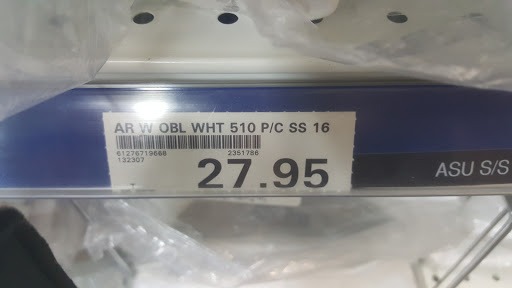 AR W OBL WHT 510 P/C SS 16
61276719668 2351786
132307
27.95
ASU S/S